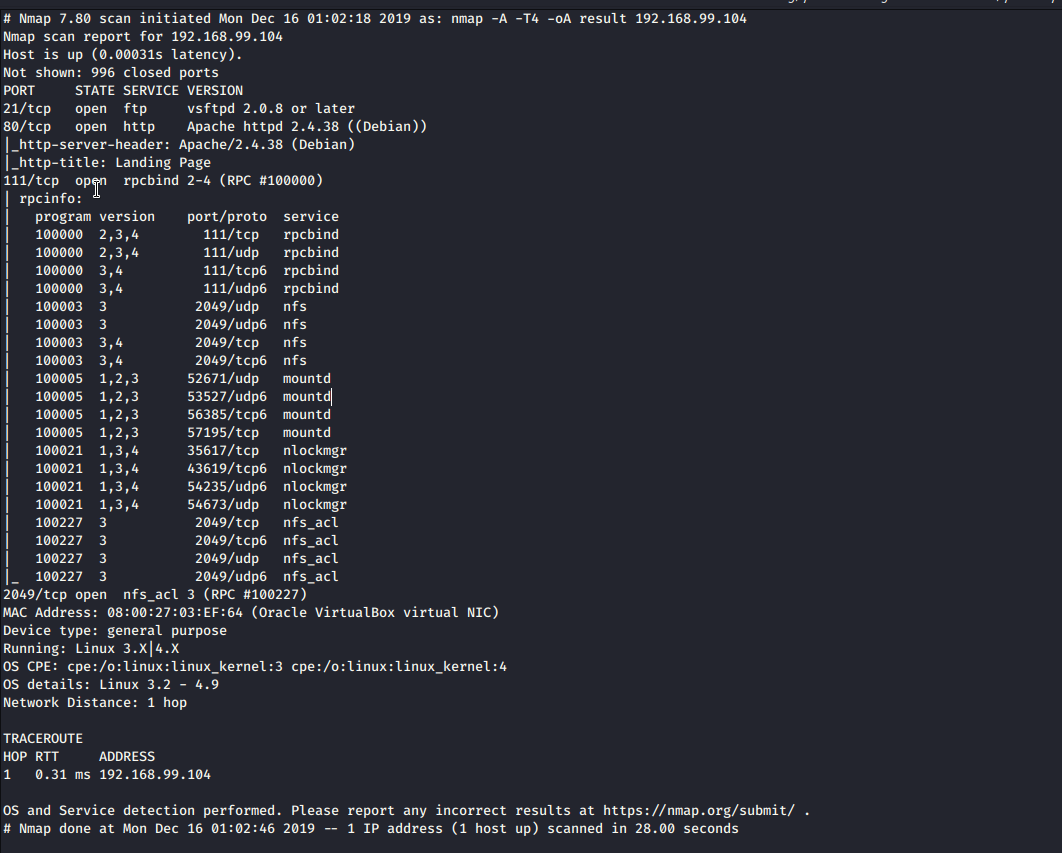 # Nmap 7.80 scan initiated Mon Dec 16 01:02:18 2019 as: nmap -A -T4 -oA result 192.168.99.104
Nmap scan report for 192.168.99.104
Host is up (0.00031s latency).
Not shown: 996 closed ports
PORT     STATE SERVICE VERSION
21/tcp   open  ftp     vsftpd 2.0.8 or later
80/tcp   open  http    Apache httpd 2.4.38 ((Debian))
|_http-server-header: Apache/2.4.38 (Debian)
|_http-title: Landing Page
111/tcp  open  rpcbind 2-4 (RPC #100000)
| rpcinfo:
|   program version    port/proto  service
|   100000  2,3,4        111/tcp   rpcbind
|   100000  2,3,4        111/udp   rpcbind
|   100000  3,4          111/tcp6  rpcbind
|   100000  3,4          111/udp6  rpcbind
|   100003  3           2049/udp   nfs
|   100003  3           2049/udp6  nfs
|   100003  3,4         2049/tcp   nfs
|   100003  3,4         2049/tcp6  nfs
|   100005  1,2,3      52671/udp   mountd
|   100005  1,2,3      53527/udp6  mountd
|   100005  1,2,3      56385/tcp6  mountd
|   100005  1,2,3      57195/tcp   mountd
|   100021  1,3,4      35617/tcp   nlockmgr
|   100021  1,3,4      43619/tcp6  nlockmgr
|   100021  1,3,4      54235/udp6  nlockmgr
|   100021  1,3,4      54673/udp   nlockmgr
|   100227  3           2049/tcp   nfs_acl
|   100227  3           2049/tcp6  nfs_acl
|   100227  3           2049/udp   nfs_acl
|_  100227  3           2049/udp6  nfs_acl
2049/tcp open  nfs_acl 3 (RPC #100227)
MAC Address: 08:00:27:03:EF:64 (Oracle VirtualBox virtual NIC)
Device type: general purpose
Running: Linux 3.X|4.X
OS CPE: cpe:/o:linux:linux_kernel:3 cpe:/o:linux:linux_kernel:4
OS details: Linux 3.2 - 4.9
Network Distance: 1 hop
TRACEROUTE
HOP RTT     ADDRESS
1   0.31 ms 192.168.99.104
OS and Service detection performed. Please report any incorrect results at https://nmap.org/submit/ .
# Nmap done at Mon Dec 16 01:02:46 2019 -- 1 IP address (1 host up) scanned in 28.00 seconds